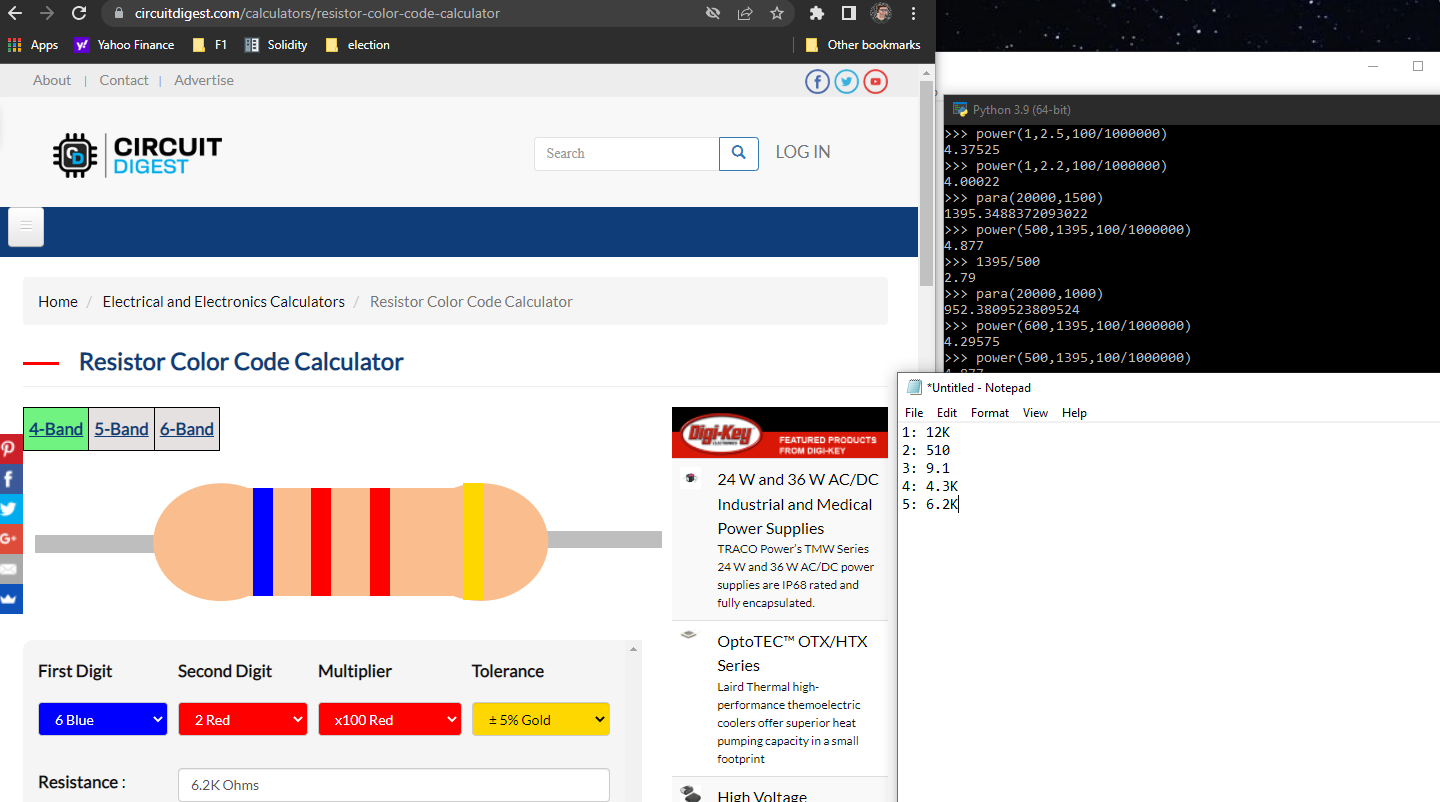 circuitdigest.com/calculators/resistor-color-code-calculator
Apps
Yahoo Finance
F1
Solidity
election
Other bookmarks
About | Contact | Advertise
CIRCUIT
DIGEST
Search
LOG IN
Home / Electrical and Electronics Calculators / Resistor Color Code Calculator
Resistor Color Code Calculator
4-Band
5-Band
6-Band
First Digit
Second Digit
Multiplier
Tolerance
6 Blue
2 Red
x100 Red
± 5% Gold
Resistance :
6.2K Ohms
Digi-Key
ELECTRONICS
FEATURED PRODUCTS
FROM DIGI-KEY
24 W and 36 W AC/DC
Industrial and Medical
Power Supplies
TRACO Power's TMW Series
24 W and 36 W AC/DC power
supplies are IP68 rated and
fully encapsulated.
OptoTEC™ OTX/HTX
Series
Laird Thermal high-
performance thermoelectric
coolers offer superior heat
pumping capacity in a small
footprint
High Voltage
Python 3.9 (64-bit)
>>> power(1,2.5,100/1000000)
4.37525
>>> power(1,2.2,100/1000000)
4.00022
>>> para(20000,1500)
1395.3488372093022
>>> power(500,1395,100/1000000)
4.877
>>> 1395/500
2.79
>>> para(20000,1000)
952.3809523809524
>>> power(600,1395,100/1000000)
4.29575
>>> power(500,1395,100/1000000)
4.877
*Untitled - Notepad
File Edit Format View Help
1: 12K
2: 510
3: 9.1
4: 4.3K
5: 6.2K